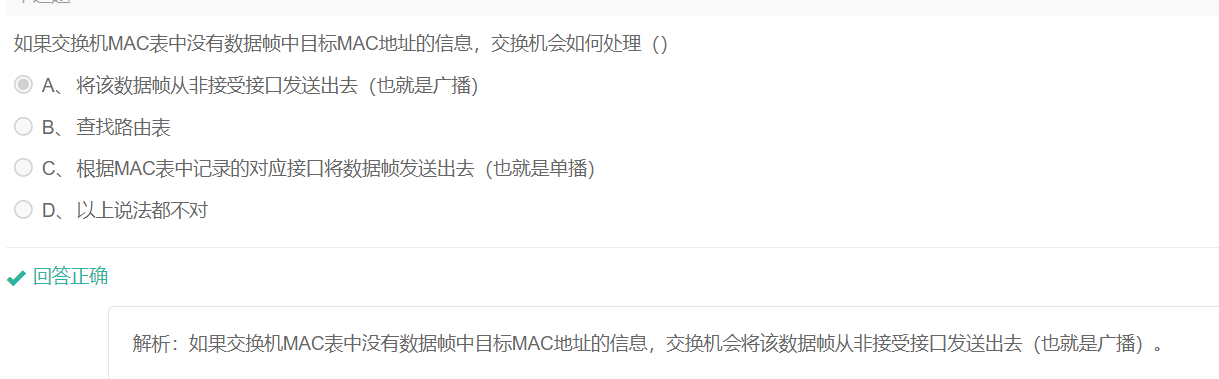 如果交换机MAC表中没有数据帧中目标MAC地址的信息，交换机会如何处理（）
A、 将该数据帧从非接受接口发送出去（也就是广播）
B、 查找路由表
C、 根据MAC表中记录的对应接口将数据帧发送出去（也就是单播）
D、 以上说法都不对
回答正确
解析：如果交换机MAC表中没有数据帧中目标MAC地址的信息，交换机会将该数据帧从非接受接口发送出去（也就是广播）。